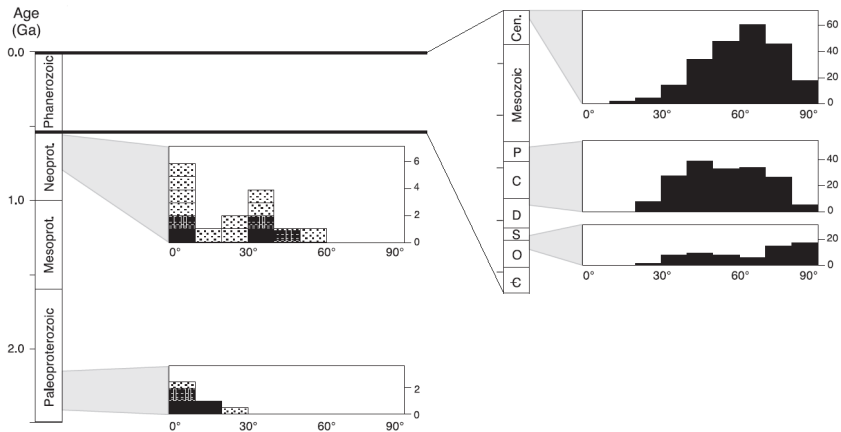 Age
(Ga)
0.0
1.0
2.0
Phanerozoic
Neoprot.
Mesoprot.
Paleoproterozoic
6
4
2
0
0° 30° 60° 90°
2
0
0° 30° 60° 90°
Cen.
Mesozoic
P
C
D
S
O
Ꞓ
60
40
20
0
0° 30° 60° 90°
40
20
0
20
0
0° 30° 60° 90°